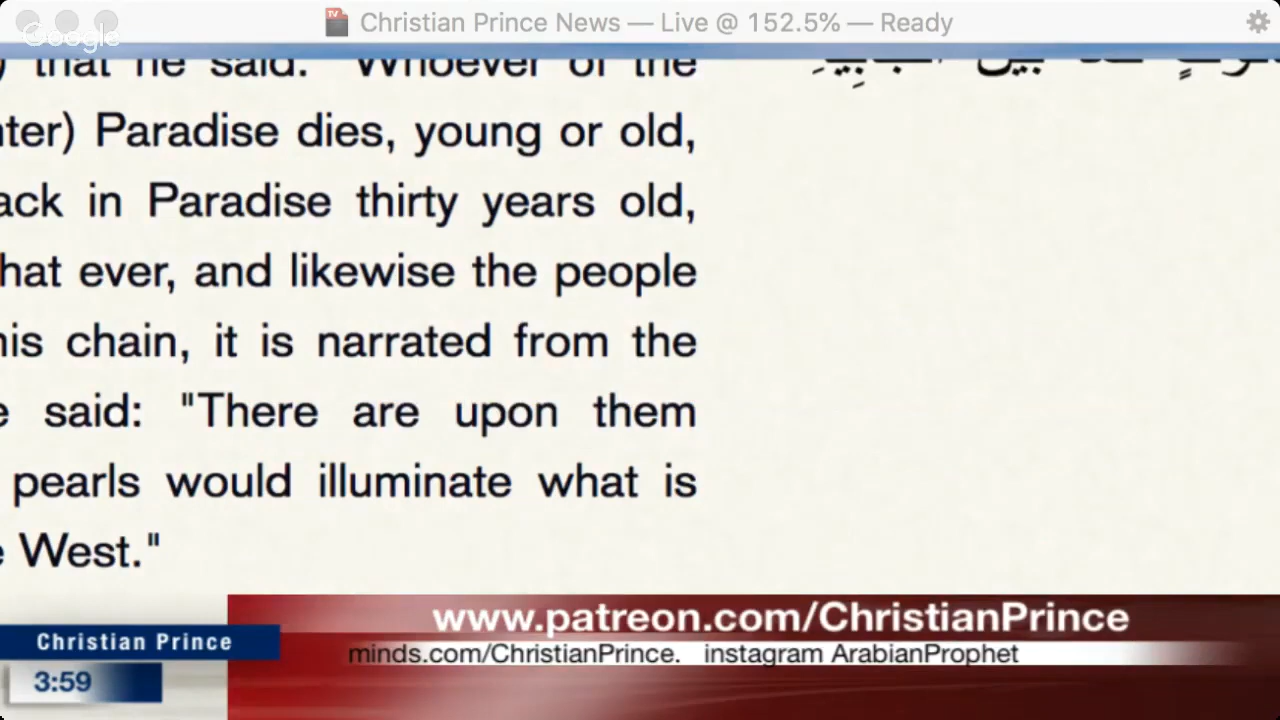 Google
Christian Prince News — Live @ 152.5% — Ready
) that he said: "Whoever of the
nter) Paradise dies, young or old,
ack in Paradise thirty years old,
hat ever, and likewise the people
his chain, it is narrated from the
e said: "There are upon them
pearls would illuminate what is
e West."
www.patreon.com/ChristianPrince
Christian Prince
minds.com/ChristianPrince. instagram ArabianProphet
3:59